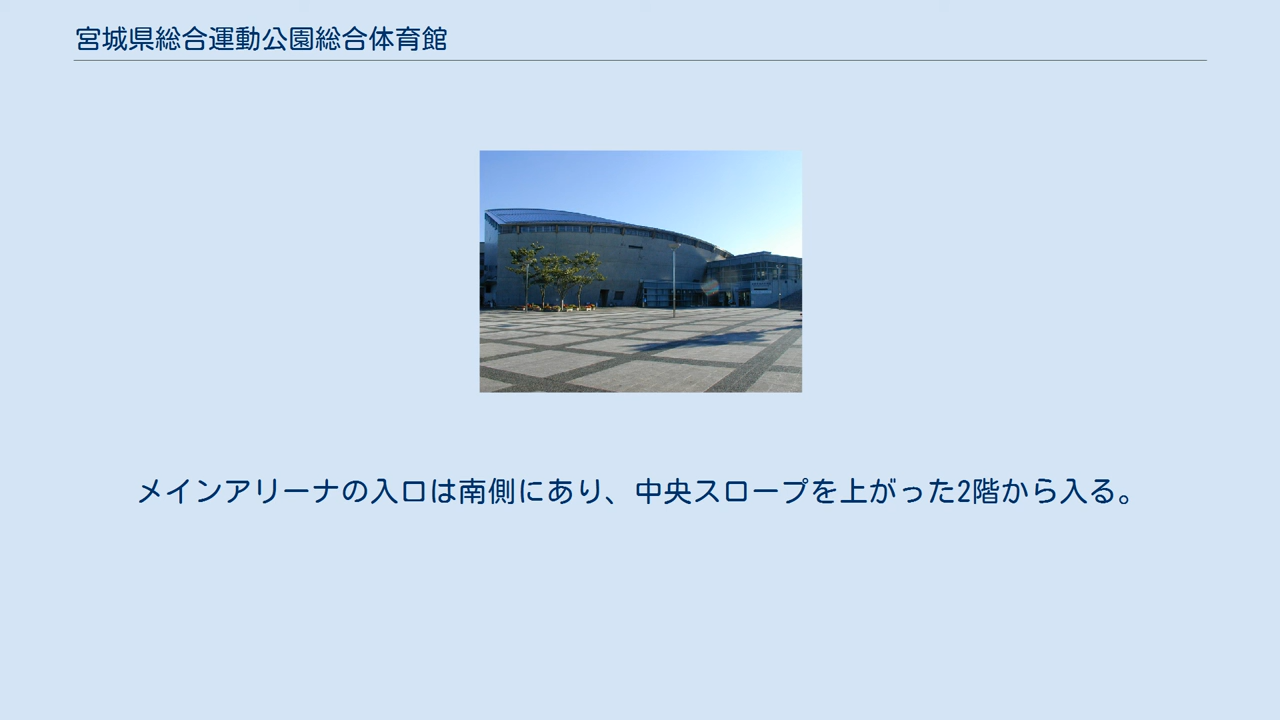 宮城県総合運動公園総合体育館
メインアリーナの入口は南側にあり、中央スロープを上がった2階から入る。